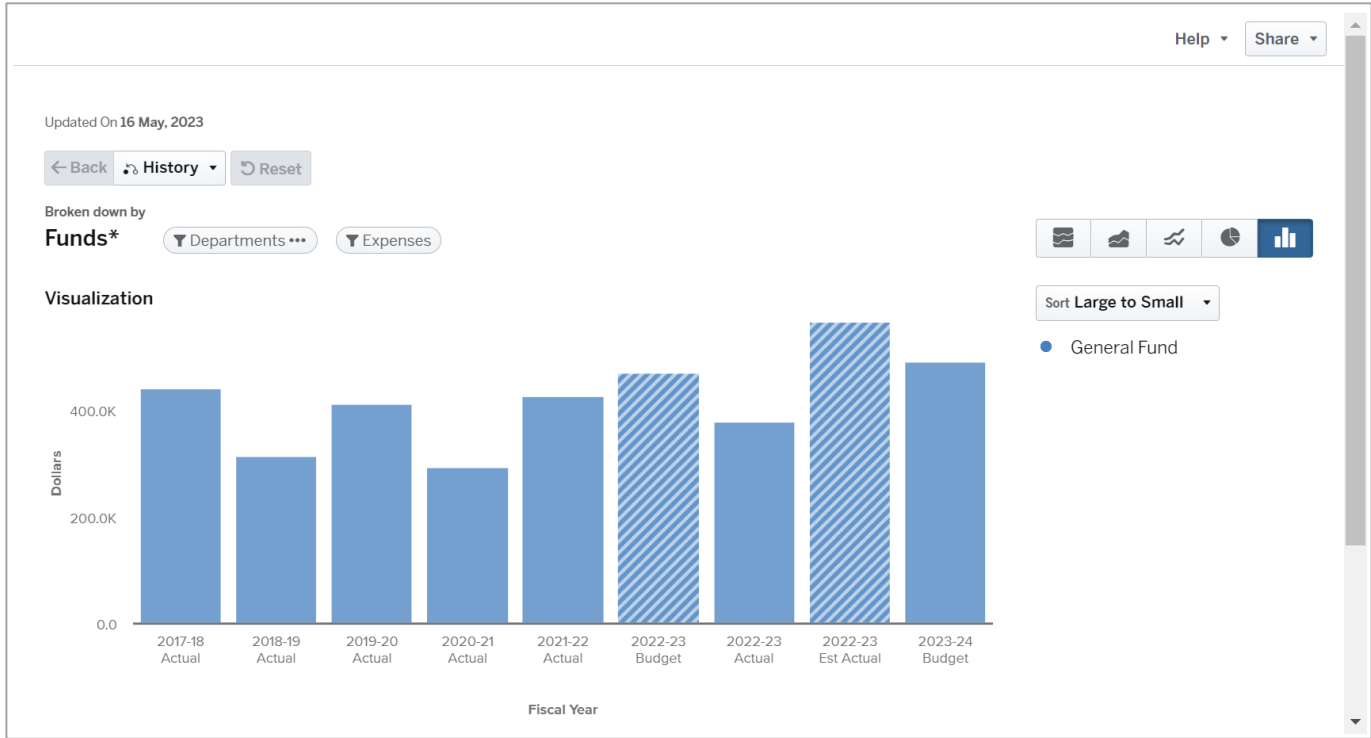 Help
Share
Updated On 16 May, 2023
Back
History
Reset
Broken down by
Funds*
Departments •••
Expenses
Visualization
Sort Large to Small
General Fund
Dollars
400.0K
200.0K
0.0
2017-18
Actual
2018-19
Actual
2019-20
Actual
2020-21
Actual
2021-22
Actual
2022-23
Budget
2022-23
Actual
2022-23
Est Actual
2023-24
Budget
Fiscal Year